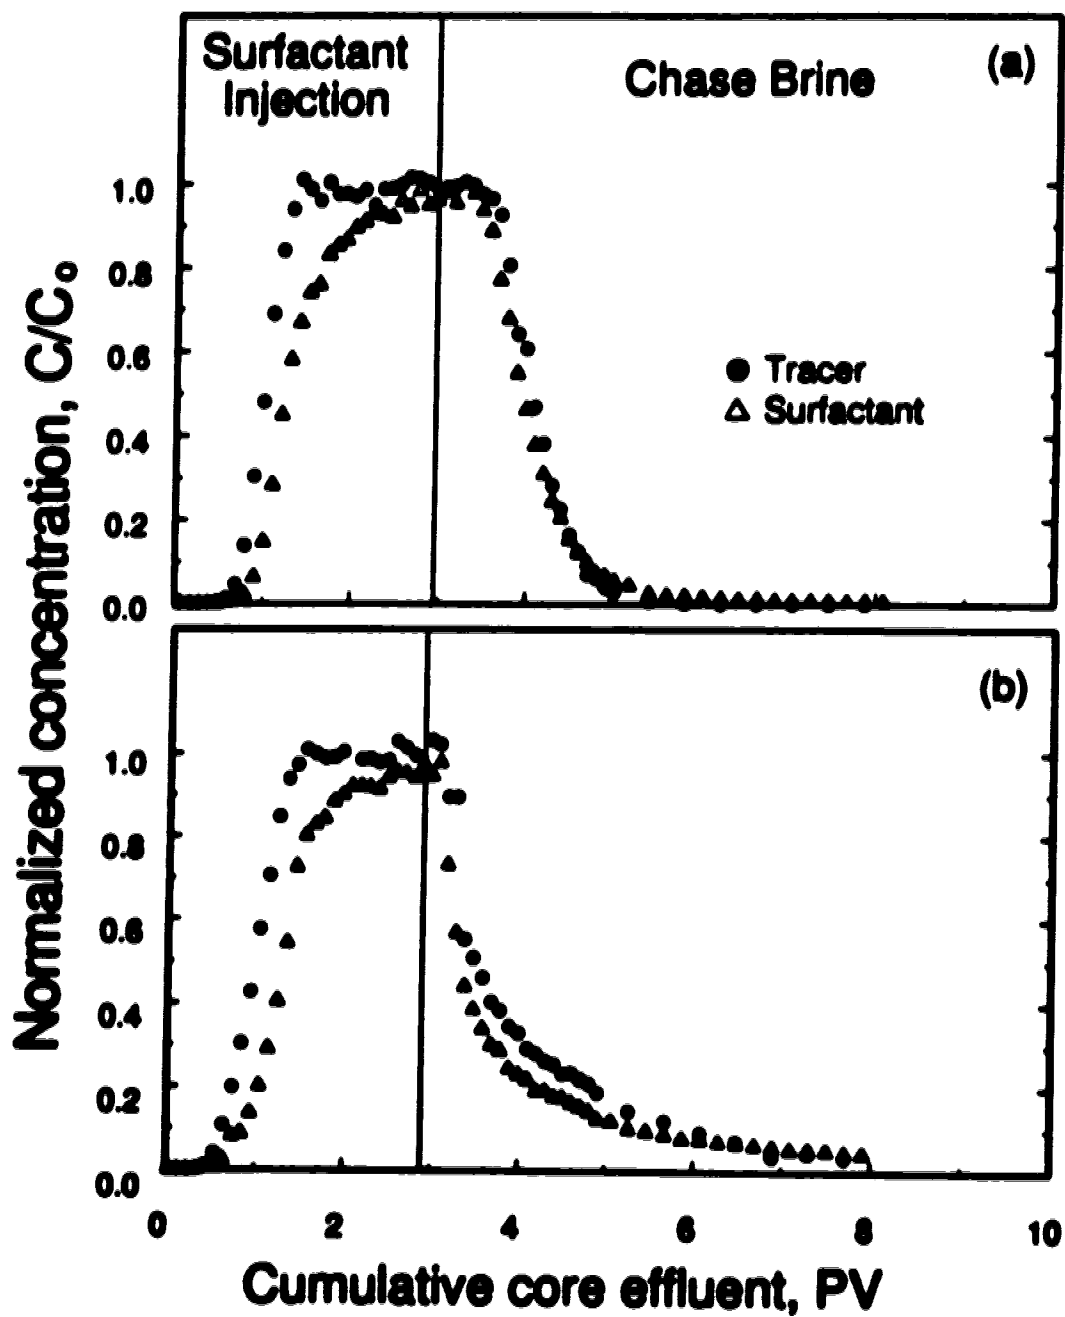 Surfactant
Injection
Chase Brine
(a)
1.0
0.8
0.6
0.4
0.2
0.0
Tracer
Surfactant
(b)
1.0
0.8
0.6
0.4
0.2
0.0
0 2 4 6 8 10
Normalized concentration, C/C₀
Cumulative core effluent, PV